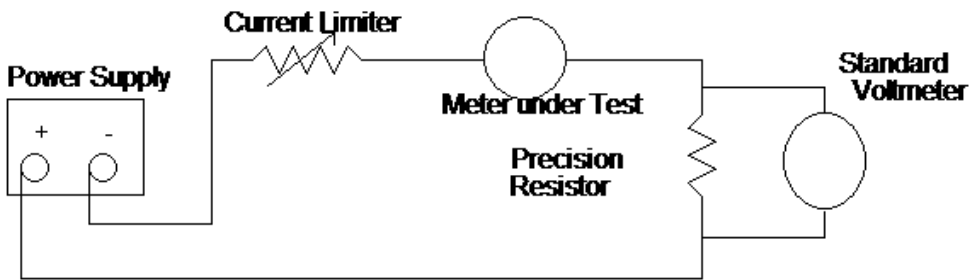 Current Limiter
Power Supply
+ -
Meter under Test
Precision
Resistor
Standard
Voltmeter